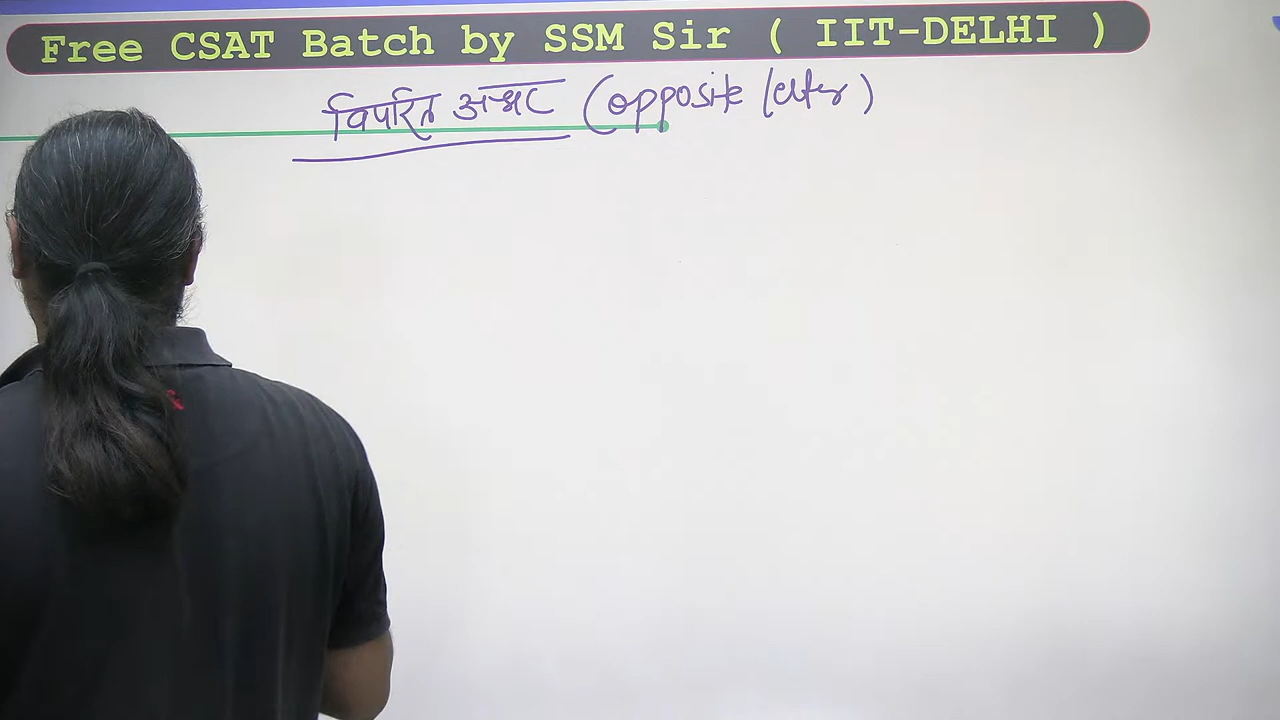 Free CSAT Batch by SSM Sir ( IIT-DELHI )
विपरित अक्षर (opposite letter)